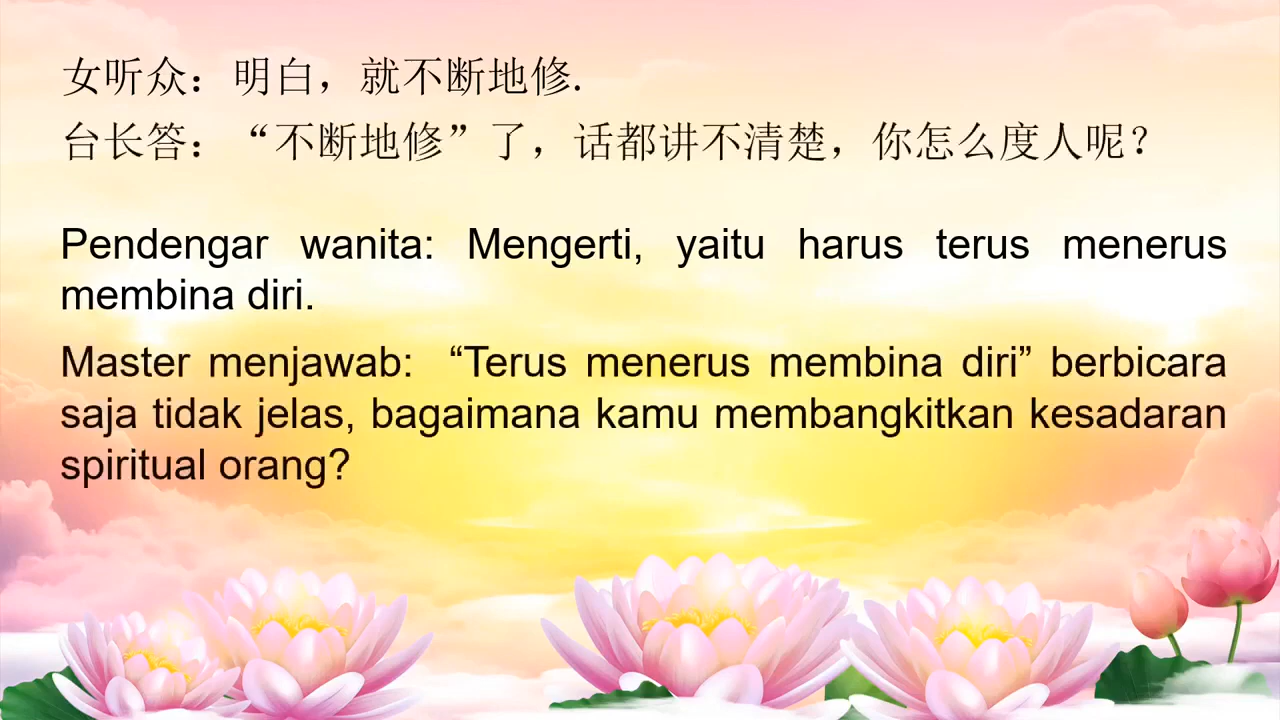 女听众：明白，就不断地修.
台长答：“不断地修”了，话都讲不清楚，你怎么度人呢？
Pendengar wanita: Mengerti, yaitu harus terus menerus
membina diri.
Master menjawab: “Terus menerus membina diri” berbicara
saja tidak jelas, bagaimana kamu membangkitkan kesadaran
spiritual orang?